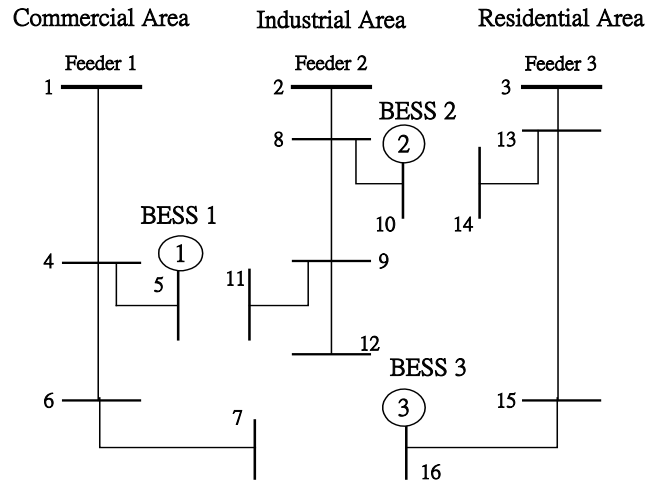 Commercial Area
Industrial Area
Residential Area
Feeder 1
Feeder 2
Feeder 3
1
2
3
BESS 2
8
2
13
10
14
BESS 1
4
1
5
11
9
12
BESS 3
6
3
15
7
16